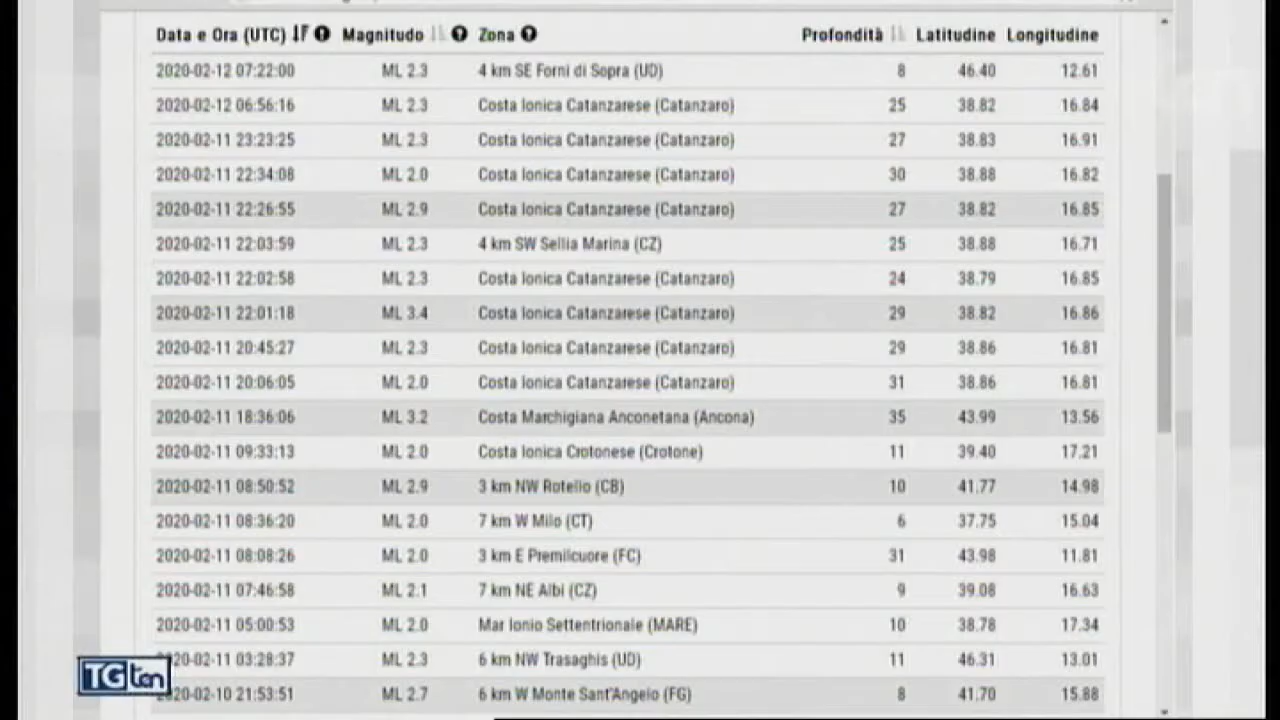 Data e Ora (UTC) Magnitudo Zona Profondità Latitudine Longitudine
2020-02-12 07:22:00 ML 2.3 4 km SE Forni di Sopra (UD) 8 46.40 12.61
2020-02-12 06:56:16 ML 2.3 Costa Ionica Catanzarese (Catanzaro) 25 38.82 16.84
2020-02-11 23:23:25 ML 2.3 Costa Ionica Catanzarese (Catanzaro) 27 38.83 16.91
2020-02-11 22:34:08 ML 2.0 Costa Ionica Catanzarese (Catanzaro) 30 38.88 16.82
2020-02-11 22:26:55 ML 2.9 Costa Ionica Catanzarese (Catanzaro) 27 38.82 16.85
2020-02-11 22:03:59 ML 2.3 4 km SW Sellia Marina (CZ) 25 38.88 16.71
2020-02-11 22:02:58 ML 2.3 Costa Ionica Catanzarese (Catanzaro) 24 38.79 16.85
2020-02-11 22:01:18 ML 3.4 Costa Ionica Catanzarese (Catanzaro) 29 38.82 16.86
2020-02-11 20:45:27 ML 2.3 Costa Ionica Catanzarese (Catanzaro) 29 38.86 16.81
2020-02-11 20:06:05 ML 2.0 Costa Ionica Catanzarese (Catanzaro) 31 38.86 16.81
2020-02-11 18:36:06 ML 3.2 Costa Marchigiana Anconetana (Ancona) 35 43.99 13.56
2020-02-11 09:33:13 ML 2.0 Costa Ionica Crotonese (Crotone) 11 39.40 17.21
2020-02-11 08:50:52 ML 2.9 3 km NW Rotello (CB) 10 41.77 14.98
2020-02-11 08:36:20 ML 2.0 7 km W Milo (CT) 6 37.75 15.04
2020-02-11 08:08:26 ML 2.0 3 km E Premilcuore (FC) 31 43.98 11.81
2020-02-11 07:46:58 ML 2.1 7 km NE Albi (CZ) 9 39.08 16.63
2020-02-11 05:00:53 ML 2.0 Mar Ionio Settentrionale (MARE) 10 38.78 17.34
2020-02-11 03:28:37 ML 2.3 6 km NW Trasaghis (UD) 11 46.31 13.01
2020-02-10 21:53:51 ML 2.7 6 km W Monte Sant'Angelo (FG) 8 41.70 15.88
TG ten